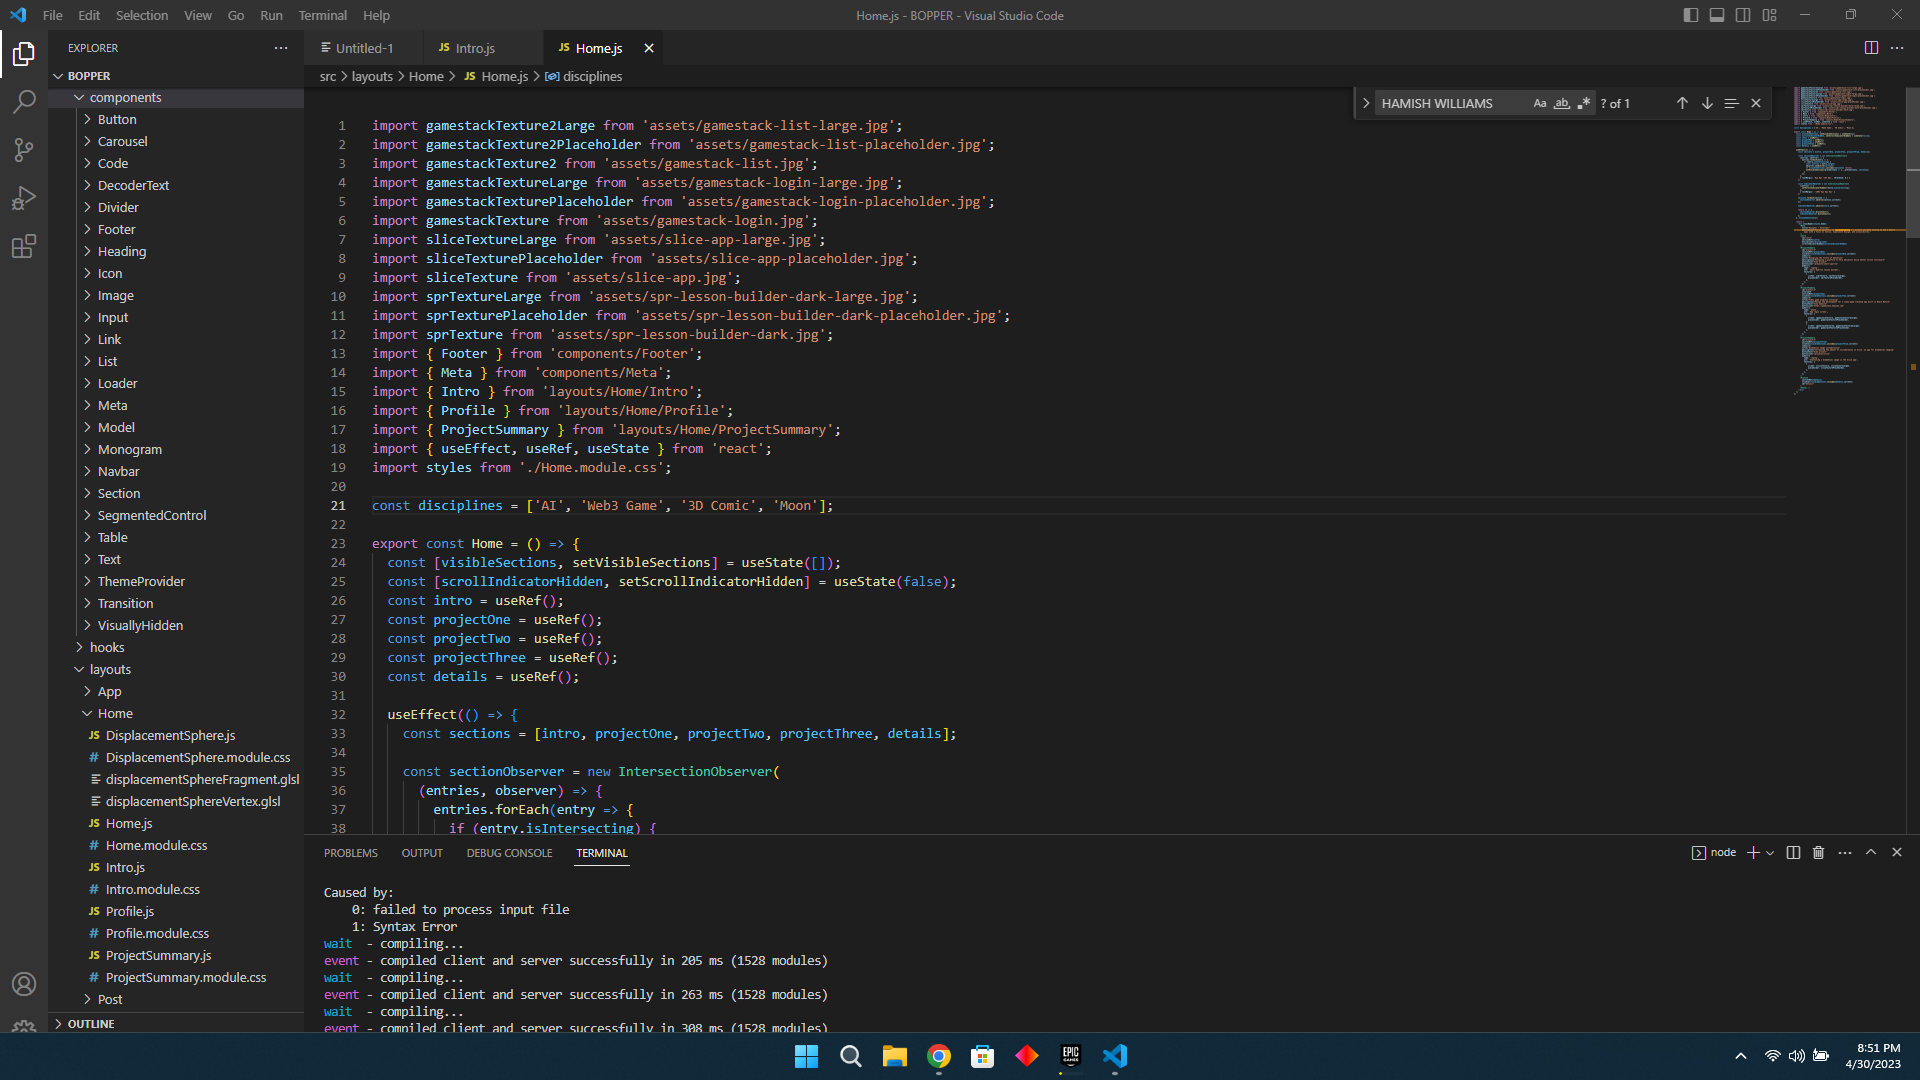 File Edit Selection View Go Run Terminal Help
Home.js - BOPPER - Visual Studio Code
EXPLORER
Untitled-1
JS Intro.js
JS Home.js
src > layouts > Home > JS Home.js > disciplines
BOPPER
components
Button
Carousel
Code
DecoderText
Divider
Footer
Heading
Icon
Image
Input
Link
List
Loader
Meta
Model
Monogram
Navbar
Section
SegmentedControl
Table
Text
ThemeProvider
Transition
VisuallyHidden
hooks
layouts
App
Home
JS DisplacementSphere.js
# DisplacementSphere.module.css
displacementSphereFragment.glsl
displacementSphereVertex.glsl
JS Home.js
# Home.module.css
JS Intro.js
# Intro.module.css
JS Profile.js
# Profile.module.css
JS ProjectSummary.js
# ProjectSummary.module.css
Post
OUTLINE
HAMISH WILLIAMS Aa ab .* ? of 1
1 import gamestackTexture2Large from 'assets/gamestack-list-large.jpg';
2 import gamestackTexture2Placeholder from 'assets/gamestack-list-placeholder.jpg';
3 import gamestackTexture2 from 'assets/gamestack-list.jpg';
4 import gamestackTextureLarge from 'assets/gamestack-login-large.jpg';
5 import gamestackTexturePlaceholder from 'assets/gamestack-login-placeholder.jpg';
6 import gamestackTexture from 'assets/gamestack-login.jpg';
7 import sliceTextureLarge from 'assets/slice-app-large.jpg';
8 import sliceTexturePlaceholder from 'assets/slice-app-placeholder.jpg';
9 import sliceTexture from 'assets/slice-app.jpg';
10 import sprTextureLarge from 'assets/spr-lesson-builder-dark-large.jpg';
11 import sprTexturePlaceholder from 'assets/spr-lesson-builder-dark-placeholder.jpg';
12 import sprTexture from 'assets/spr-lesson-builder-dark.jpg';
13 import { Footer } from 'components/Footer';
14 import { Meta } from 'components/Meta';
15 import { Intro } from 'layouts/Home/Intro';
16 import { Profile } from 'layouts/Home/Profile';
17 import { ProjectSummary } from 'layouts/Home/ProjectSummary';
18 import { useEffect, useRef, useState } from 'react';
19 import styles from './Home.module.css';
20
21 const disciplines = ['AI', 'Web3 Game', '3D Comic', 'Moon'];
22
23 export const Home = () => {
24 const [visibleSections, setVisibleSections] = useState([]);
25 const [scrollIndicatorHidden, setScrollIndicatorHidden] = useState(false);
26 const intro = useRef();
27 const projectOne = useRef();
28 const projectTwo = useRef();
29 const projectThree = useRef();
30 const details = useRef();
31
32 useEffect(() => {
33 const sections = [intro, projectOne, projectTwo, projectThree, details];
34
35 const sectionObserver = new IntersectionObserver(
36 (entries, observer) => {
37 entries.forEach(entry => {
38 if (entry.isIntersecting) {
PROBLEMS OUTPUT DEBUG CONSOLE TERMINAL
node
Caused by:
0: failed to process input file
1: Syntax Error
wait - compiling...
event - compiled client and server successfully in 205 ms (1528 modules)
wait - compiling...
event - compiled client and server successfully in 263 ms (1528 modules)
wait - compiling...
event - compiled client and server successfully in 308 ms (1528 modules)
EPIC GAMES
8:51 PM
4/30/2023